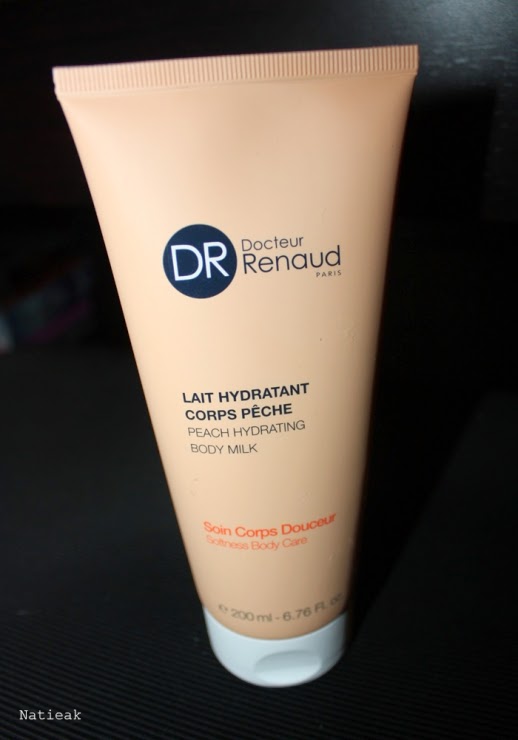 DR
Docteur
Renaud
PARIS
LAIT HYDRATANT
CORPS PÊCHE
PEACH HYDRATING
BODY MILK
Soin Corps Douceur
Softness Body Care
℮ 200 ml - 6.76 FL. oz
Natieak